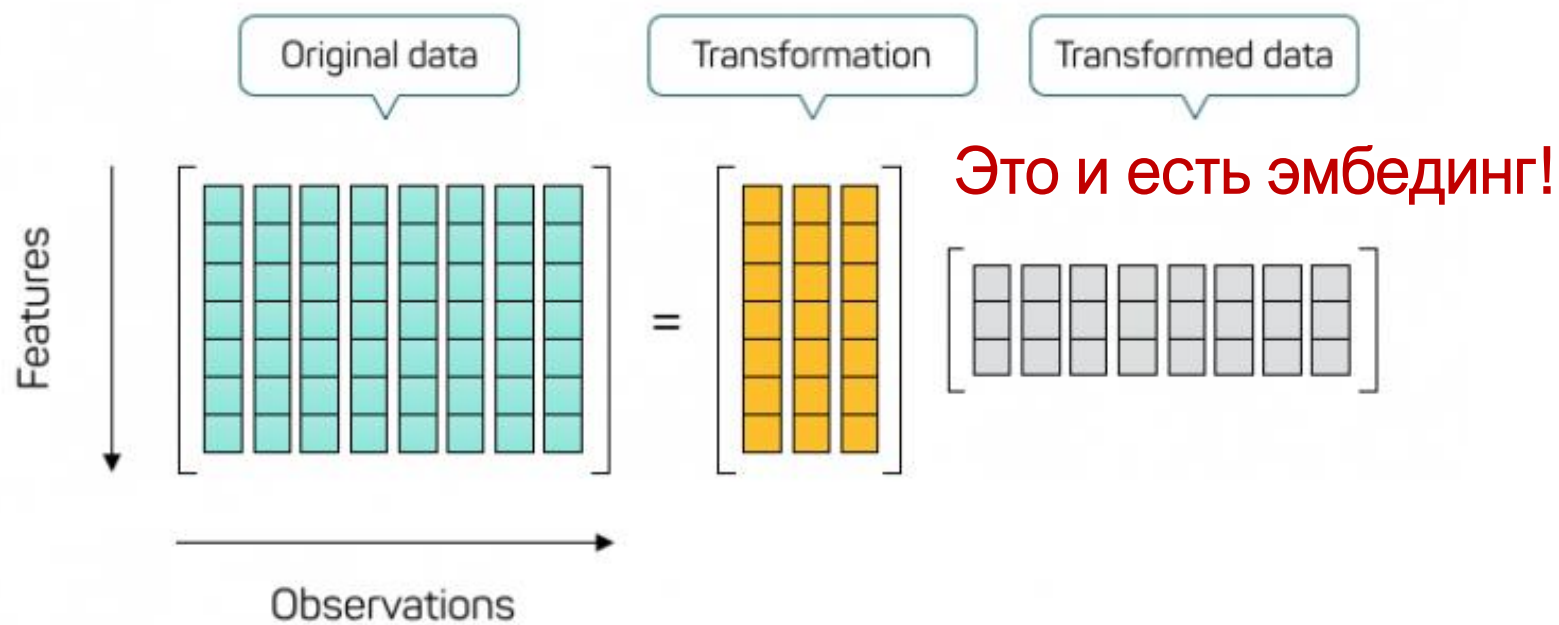 Original data
Transformation
Transformed data
Это и есть эмбединг!
Features
=
Observations